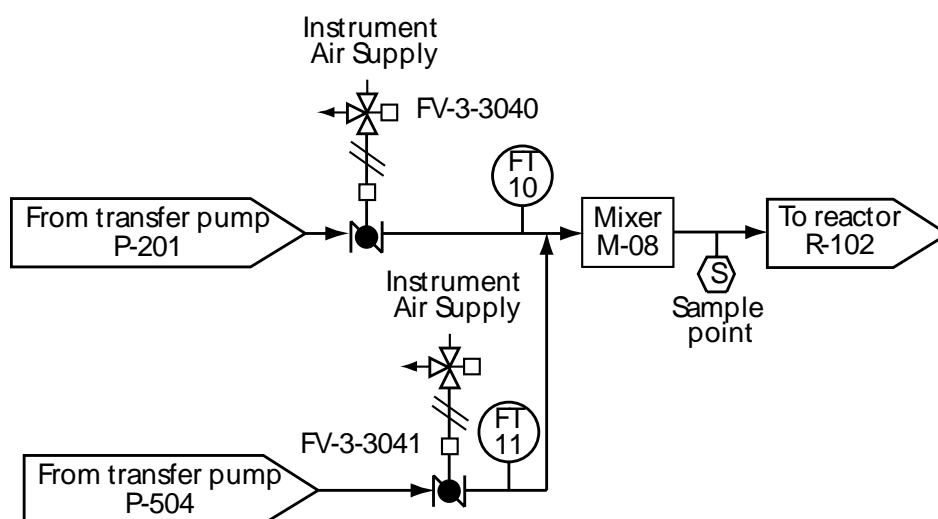 Instrument
Air Supply
FV-3-3040
FT
10
From transfer pump
P-201
Mixer
M-08
To reactor
R-102
S
Sample
point
Instrument
Air Supply
FV-3-3041
FT
11
From transfer pump
P-504